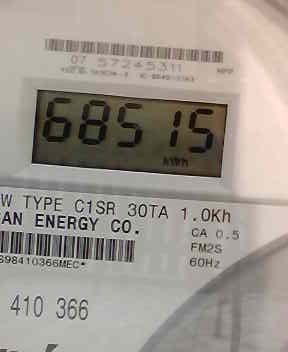 07 57245311
68515
kWh
W TYPE C1SR 30TA 1.0Kh
AN ENERGY CO.
CA 0.5
FM2S
60Hz
S98410366MEC*
410 366